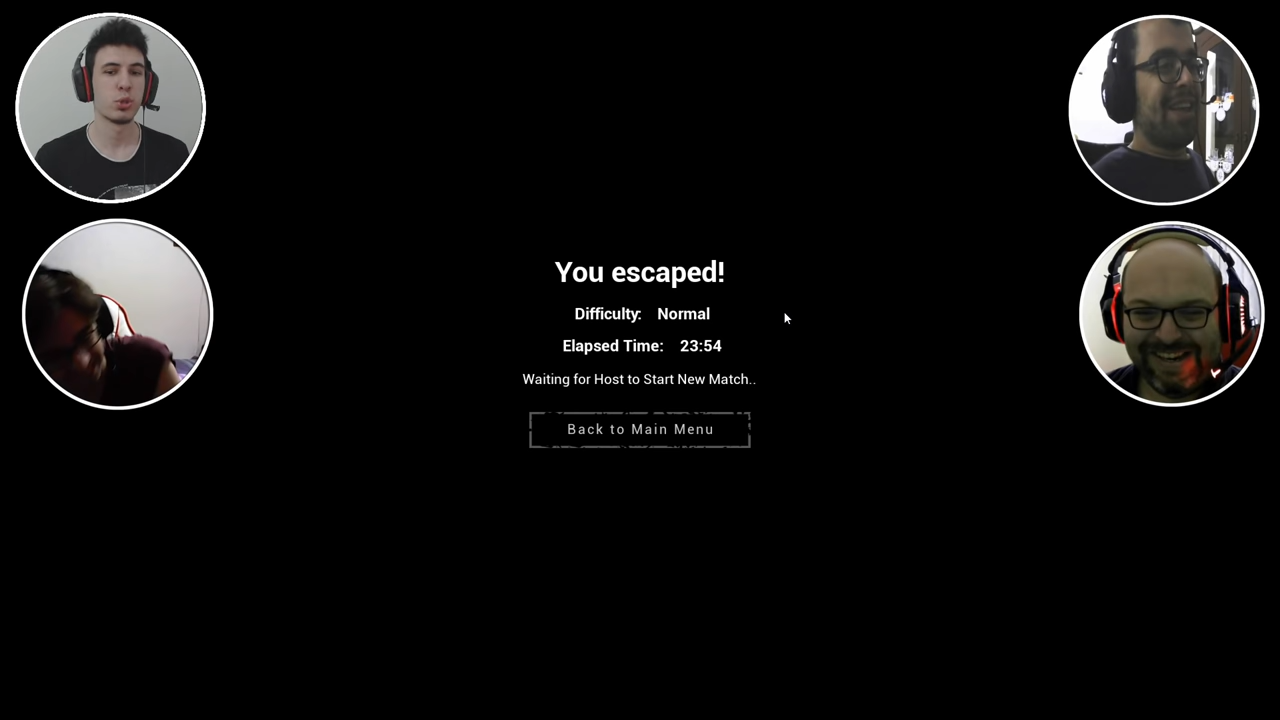 You escaped!
Difficulty: Normal
Elapsed Time: 23:54
Waiting for Host to Start New Match..
Back to Main Menu